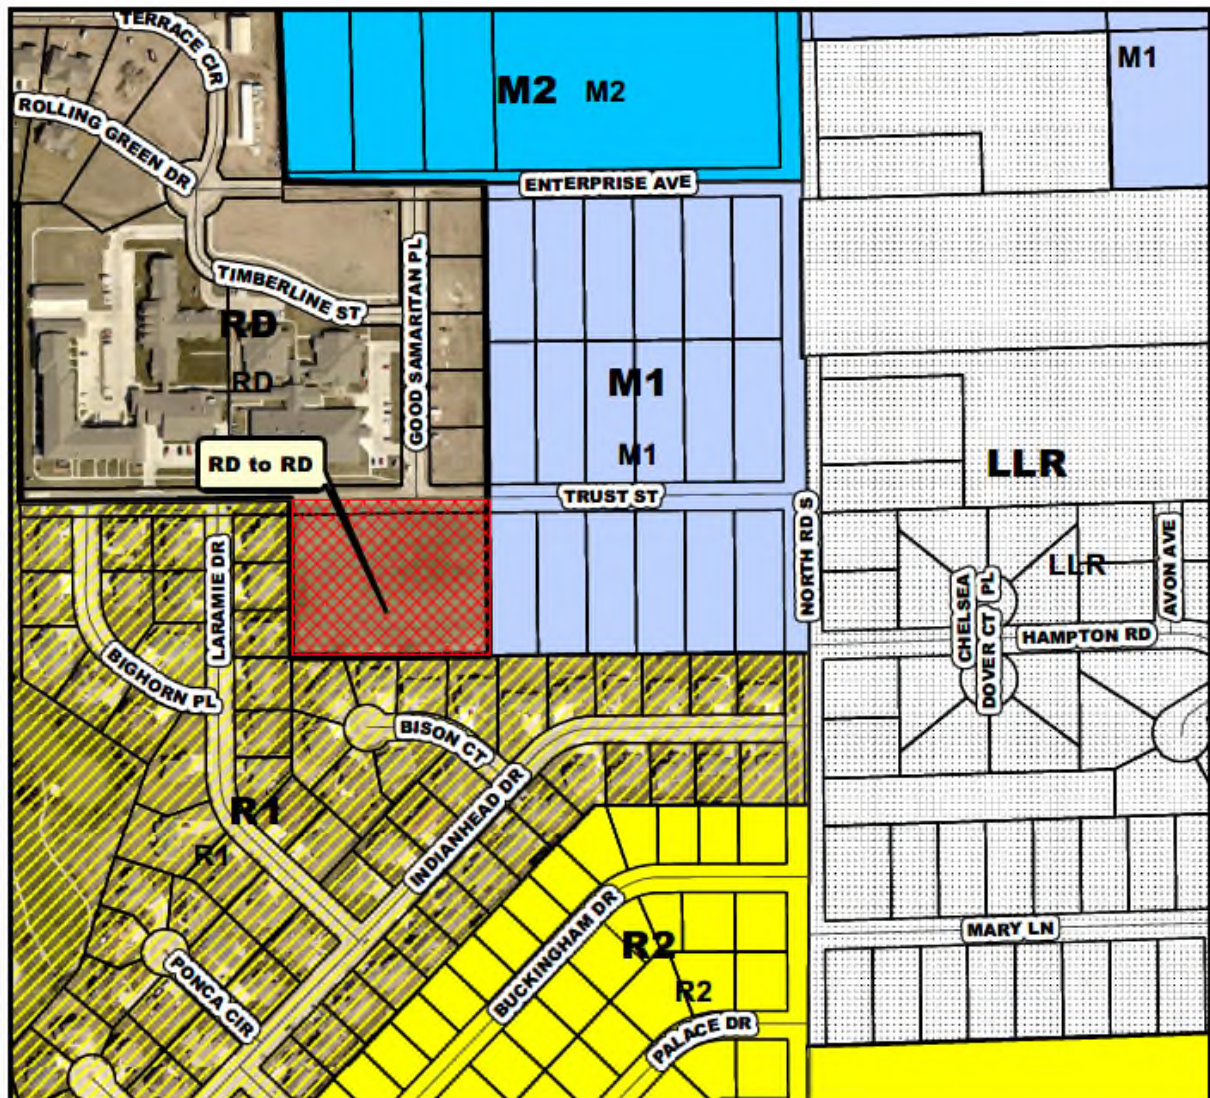 TERRACE CIR
M1
M2 M2
ROLLING GREEN DR
ENTERPRISE AVE
TIMBERLINE ST
GOOD SAMARITAN PL
RD
RD
M1
M1
RD to RD
LLR
TRUST ST
NORTH RD S
LARAMIE DR
AVON AVE
LLR
CHELSEA PL
DOVER CT
HAMPTON RD
BIGHORN PL
BISON CT
INDIANHEAD DR
R1
R1
BUCKINGHAM DR
R2
MARY LN
R2
PONCA CIR
PALACE DR